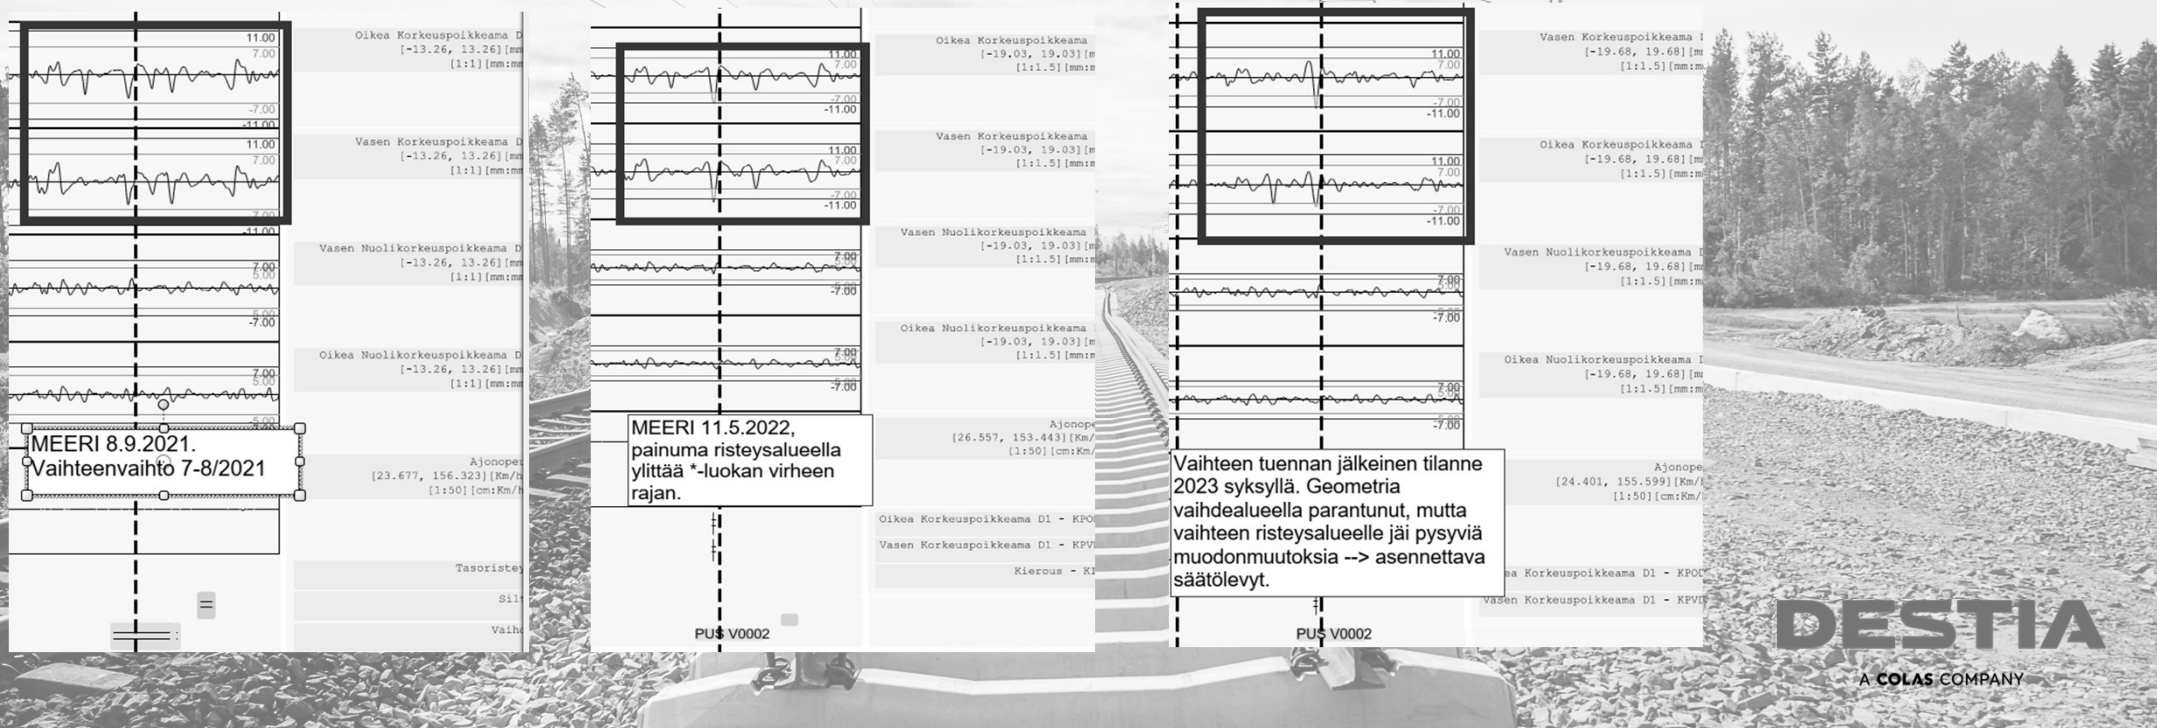 11.00
7.00
-7.00
-11.00
11.00
7.00
7.00
-11.00
7.00
5.00
5.00
-7.00
7.00
5.00
-5.00
Oikea Korkeuspoikkeama D
[-13.26, 13.26][mm
[1:1][mm:mm
Vasen Korkeuspoikkeama D
[-13.26, 13.26][mm
[1:1][mm:mm
Vasen Nuolikorkeuspoikkeama D
[-13.26, 13.26][mm
[1:1][mm:mm
Oikea Nuolikorkeuspoikkeama D
[-13.26, 13.26][mm
[1:1][mm:mm
MEERI 8.9.2021.
Vaihteenvaihto 7-8/2021
Ajonopeu
[23.677, 156.323][Km/h
[1:50][cm:Km/h
Tasoristey
Silt
Vaihd
11.00
7.00
-7.00
-11.00
11.00
7.00
-7.00
-11.00
7.00
-7.00
7.00
-7.00
Oikea Korkeuspoikkeama
[-19.03, 19.03][m
[1:1.5][mm:m
Vasen Korkeuspoikkeama
[-19.03, 19.03][m
[1:1.5][mm:m
Vasen Nuolikorkeuspoikkeama
[-19.03, 19.03][m
[1:1.5][mm:m
Oikea Nuolikorkeuspoikkeama
[-19.03, 19.03][m
[1:1.5][mm:m
MEERI 11.5.2022,
painuma risteysalueella
ylittää *-luokan virheen
rajan.
Ajonope
[26.557, 153.443][Km/
[1:50][cm:Km/
Oikea Korkeuspoikkeama D1 - KPO
Vasen Korkeuspoikkeama D1 - KPV
Kierous - KI
PUS V0002
11.00
7.00
-7.00
-11.00
11.00
7.00
-7.00
-11.00
7.00
-7.00
7.00
-7.00
Vasen Korkeuspoikkeama D
[-19.68, 19.68][m
[1:1.5][mm:m
Oikea Korkeuspoikkeama D
[-19.68, 19.68][m
[1:1.5][mm:m
Vasen Nuolikorkeuspoikkeama D
[-19.68, 19.68][m
[1:1.5][mm:m
Oikea Nuolikorkeuspoikkeama D
[-19.68, 19.68][m
[1:1.5][mm:m
Vaihteen tuennan jälkeinen tilanne
2023 syksyllä. Geometria
vaihdealueella parantunut, mutta
vaihteen risteysalueelle jäi pysyviä
muodonmuutoksia --> asennettava
säätölevyt.
Ajonope
[24.401, 155.599][Km/
[1:50][cm:Km/
ea Korkeuspoikkeama D1 - KPOD
Vasen Korkeuspoikkeama D1 - KPVD
PUS V0002
DESTIA
A COLAS COMPANY